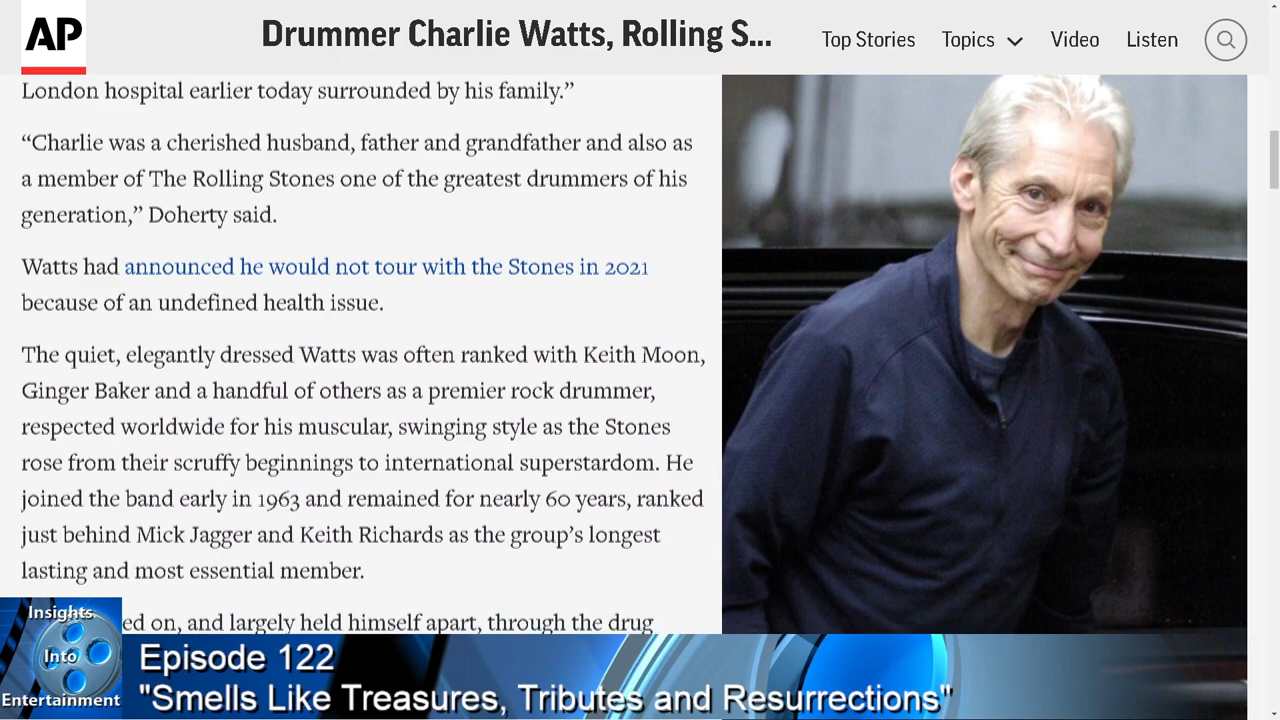 AP
Drummer Charlie Watts, Rolling S...
Top Stories
Topics
Video
Listen
London hospital earlier today surrounded by his family.”
“Charlie was a cherished husband, father and grandfather and also as
a member of The Rolling Stones one of the greatest drummers of his
generation,” Doherty said.
Watts had announced he would not tour with the Stones in 2021
because of an undefined health issue.
The quiet, elegantly dressed Watts was often ranked with Keith Moon,
Ginger Baker and a handful of others as a premier rock drummer,
respected worldwide for his muscular, swinging style as the Stones
rose from their scruffy beginnings to international superstardom. He
joined the band early in 1963 and remained for nearly 60 years, ranked
just behind Mick Jagger and Keith Richards as the group’s longest
lasting and most essential member.
ed on, and largely held himself apart, through the drug
Insights
Into
Entertainment
Episode 122
"Smells Like Treasures, Tributes and Resurrections"